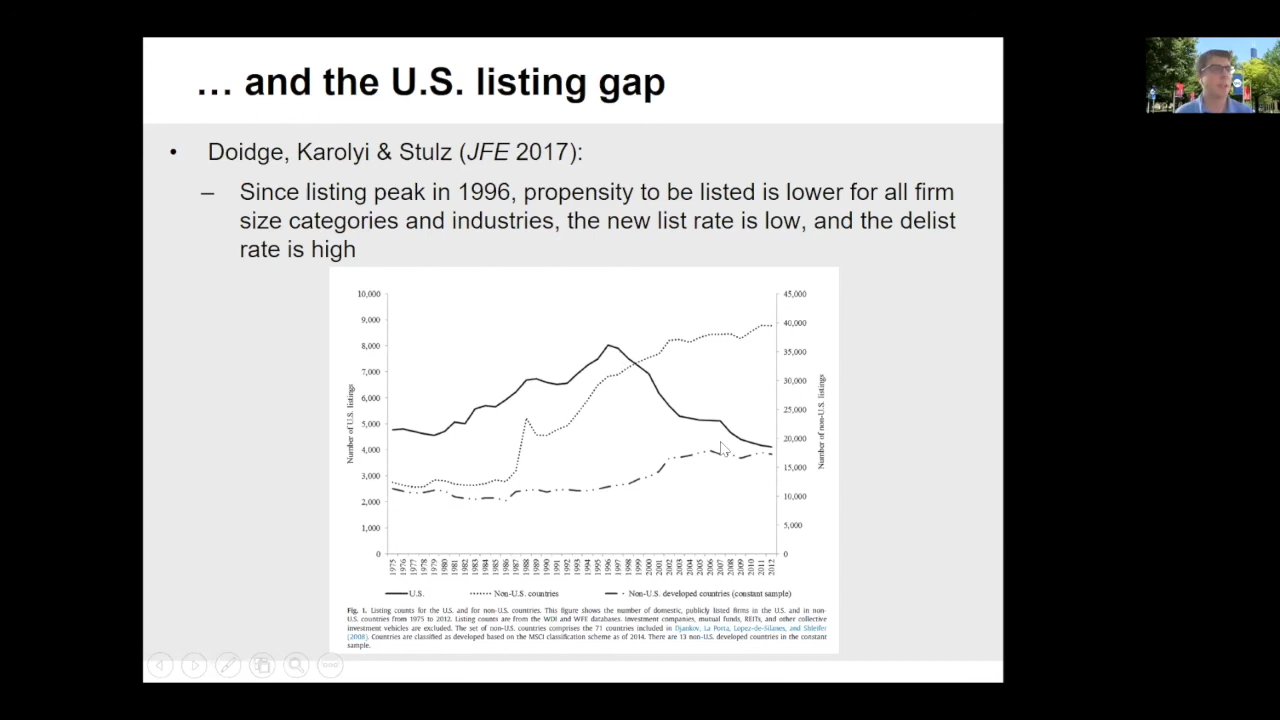 … and the U.S. listing gap
• Doidge, Karolyi & Stulz (JFE 2017):
– Since listing peak in 1996, propensity to be listed is lower for all firm
size categories and industries, the new list rate is low, and the delist
rate is high
10,000
9,000
8,000
7,000
6,000
5,000
4,000
3,000
2,000
1,000
0
Number of U.S. listings
45,000
40,000
35,000
30,000
25,000
20,000
15,000
10,000
5,000
0
Number of non-U.S. listings
1975 1976 1977 1978 1979 1980 1981 1982 1983 1984 1985 1986 1987 1988 1989 1990 1991 1992 1993 1994 1995 1996 1997 1998 1999 2000 2001 2002 2003 2004 2005 2006 2007 2008 2009 2010 2011 2012
U.S. Non-U.S. countries Non-U.S. developed countries (constant sample)
Fig. 1. Listing counts for the U.S. and for non-U.S. countries. This figure shows the number of domestic, publicly listed firms in the U.S. and in non-
U.S. countries from 1975 to 2012. Listing counts are from the WDI and WFE databases. Investment companies, mutual funds, REITs, and other collective
investment vehicles are excluded. The set of non-U.S. countries comprises the 71 countries included in Djankov, La Porta, Lopez-de-Silanes, and Shleifer
(2008). Countries are classified as developed based on the MSCI classification scheme as of 2014. There are 13 non-U.S. developed countries in the constant
sample.